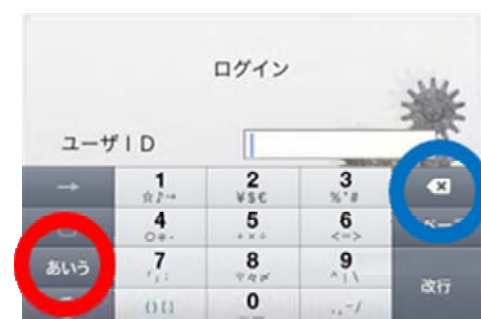 ログイン
ユーザID
→ 1 2 3
☆♪→ ¥$€ %°#
4 5 6
○*・ +×÷ <=>
あいう 7 8 9
「」: 〒々〆 ^|\
改行
()[] 0 .,-/